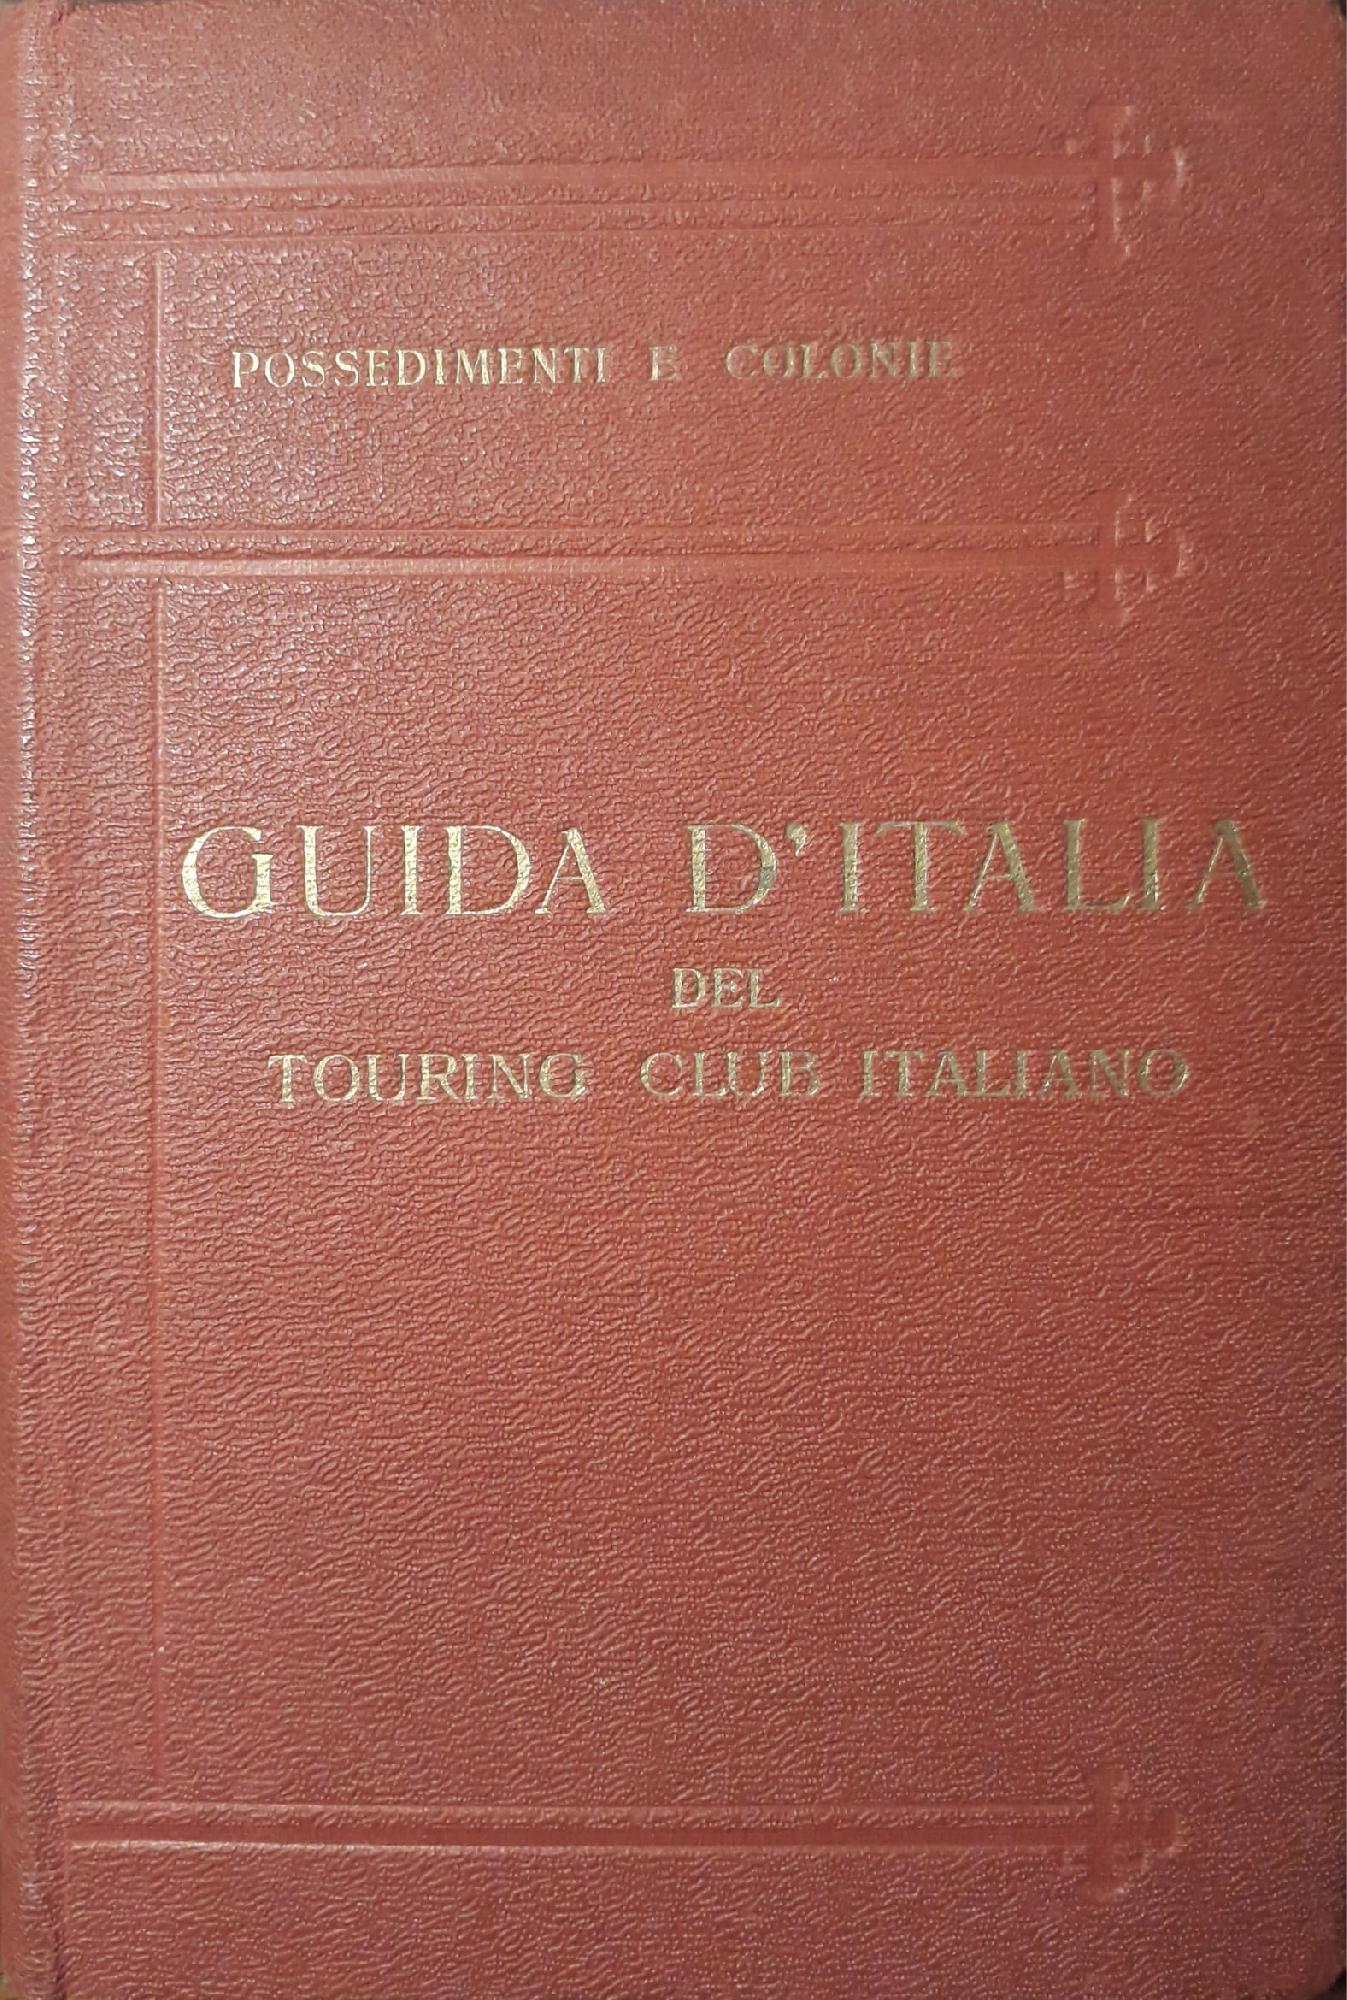 POSSEDIMENTI E COLONIE
GUIDA D'ITALIA
DEL
TOURING CLUB ITALIANO